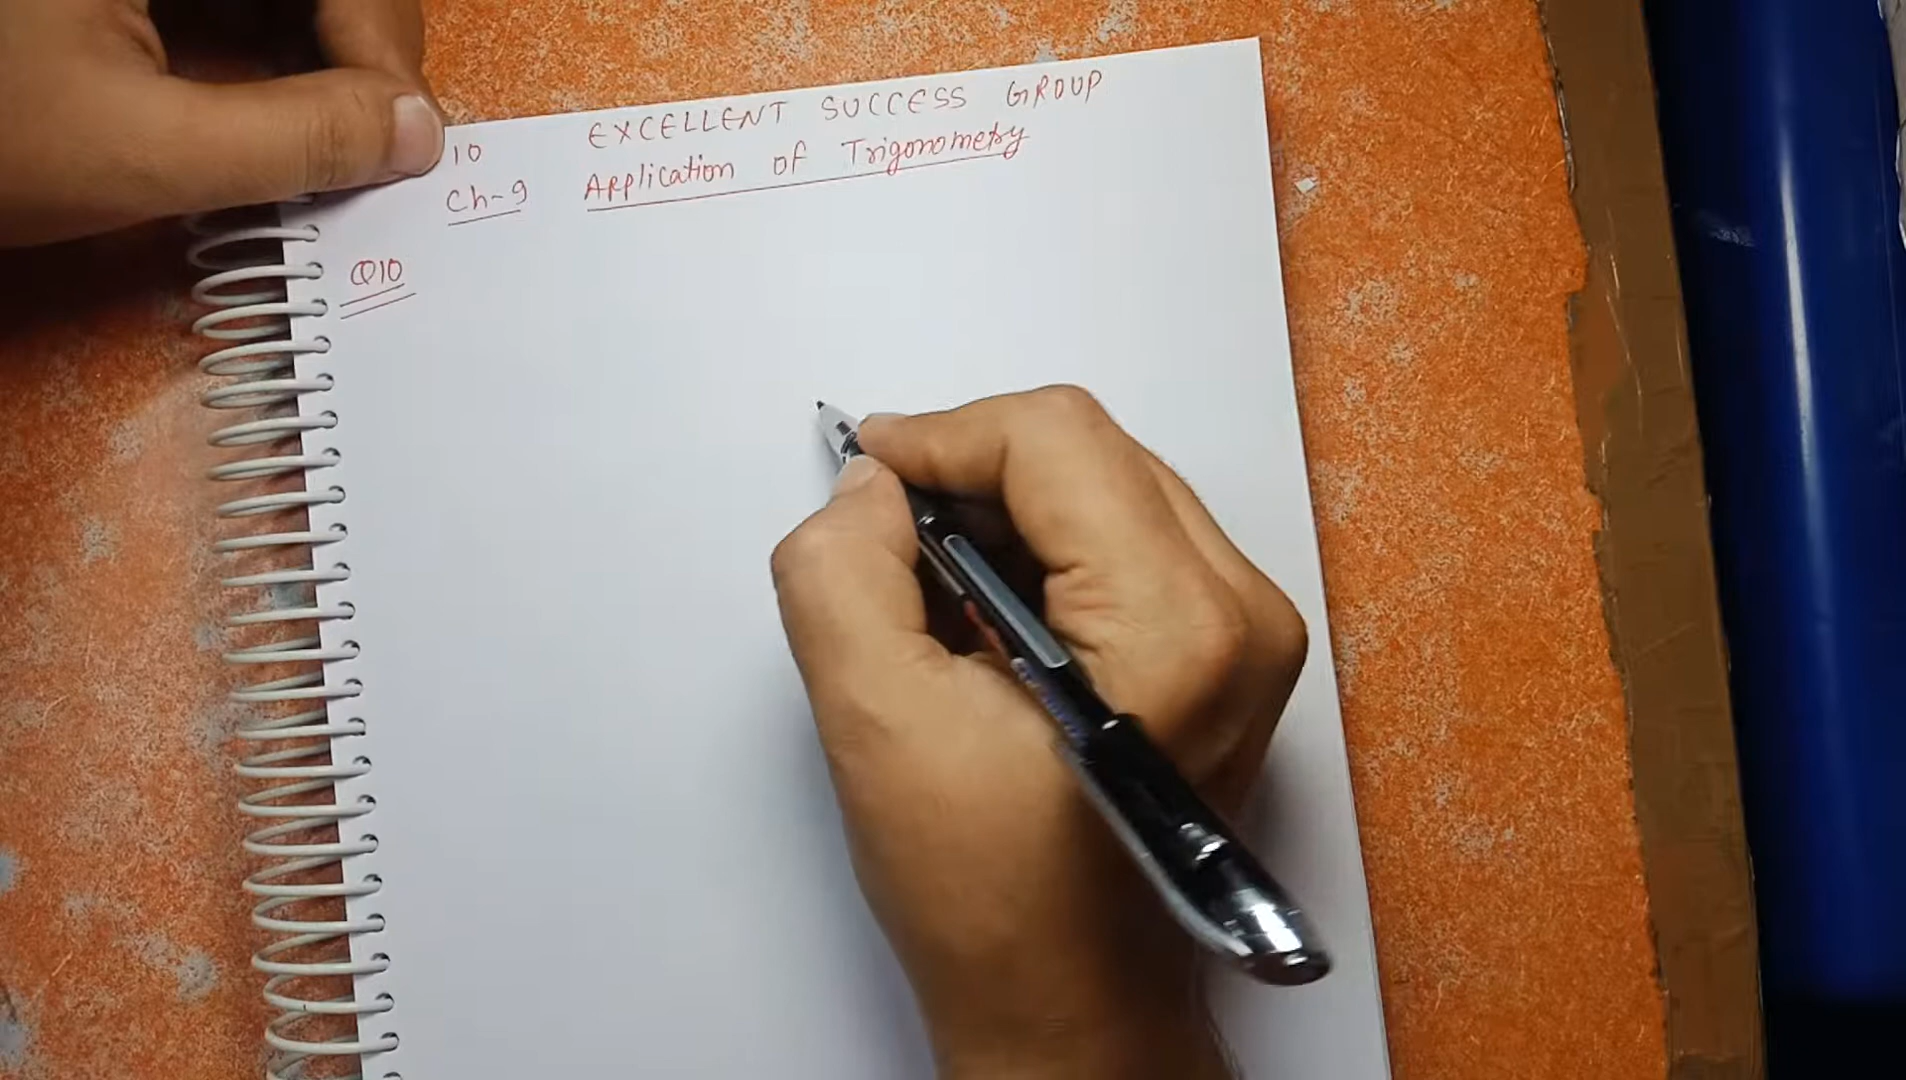 EXCELLENT SUCCESS GROUP
10
Ch-9 Application of Trigonometry
Q10